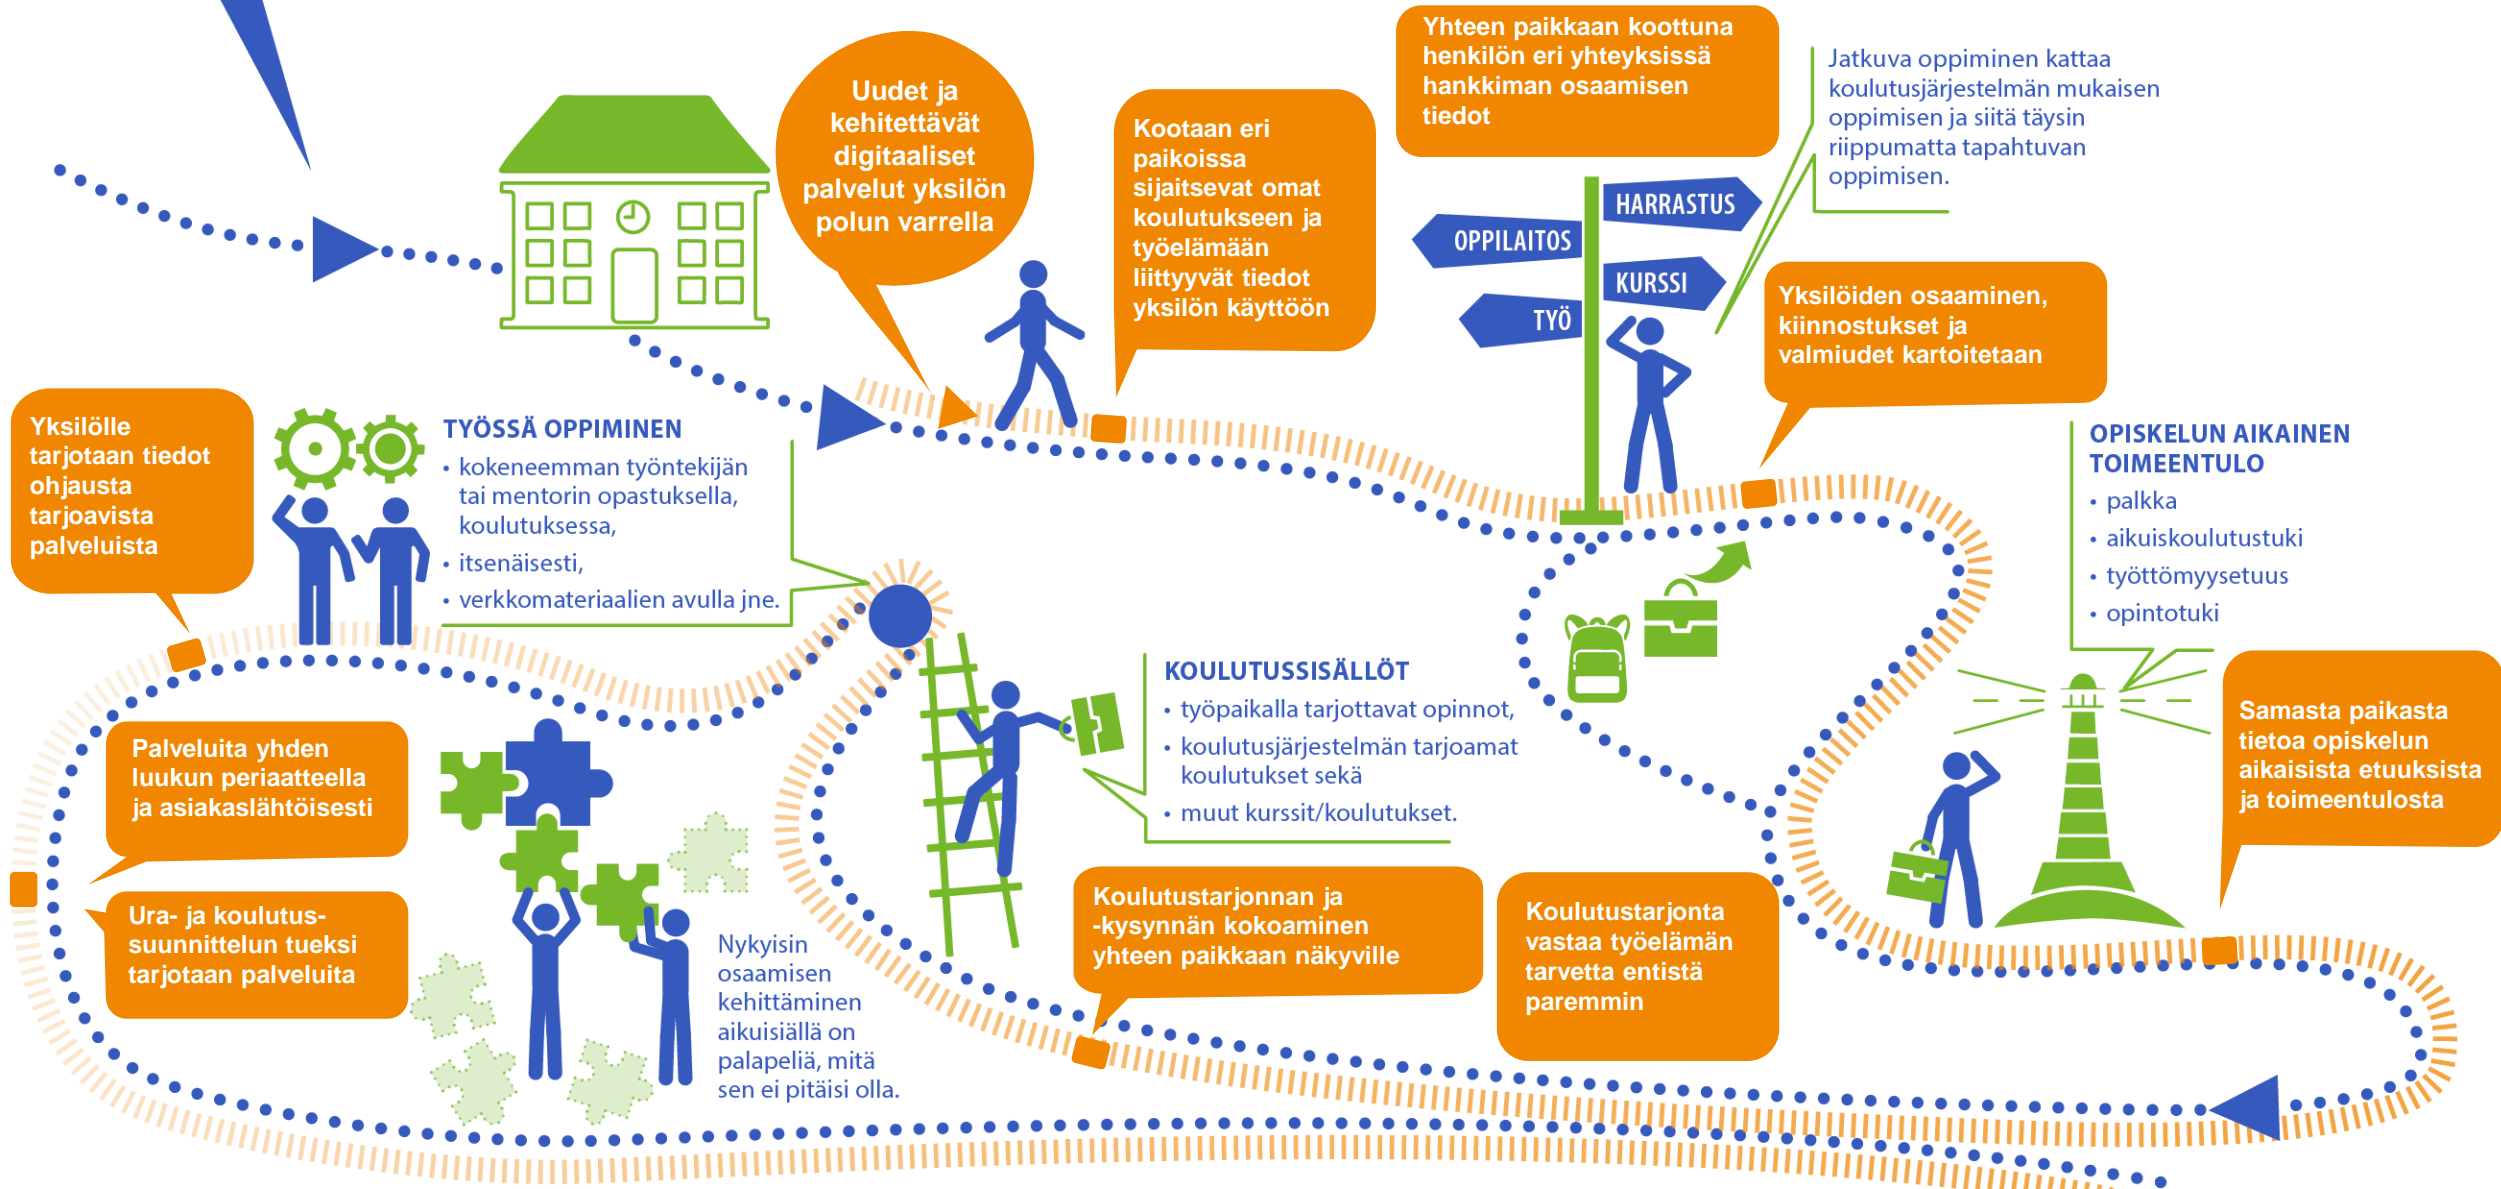 Uudet ja
kehitettävät
digitaaliset
palvelut yksilön
polun varrella
Kootaan eri
paikoissa
sijaitsevat omat
koulutukseen ja
työelämään
liittyvät tiedot
yksilön käyttöön
Yhteen paikkaan koottuna
henkilön eri yhteyksissä
hankkiman osaamisen
tiedot
Jatkuva oppiminen kattaa
koulutusjärjestelmän mukaisen
oppimisen ja siitä täysin
riippumatta tapahtuvan
oppimisen.
HARRASTUS
OPPILAITOS
KURSSI
TYÖ
Yksilöiden osaaminen,
kiinnostukset ja
valmiudet kartoitetaan
OPISKELUN AIKAINEN
TOIMEENTULO
• palkka
• aikuiskoulutustuki
• työttömyysetuus
• opintotuki
Samasta paikasta
tietoa opiskelun
aikaisista etuuksista
ja toimeentulosta
Koulutustarjonta
vastaa työelämän
tarvetta entistä
paremmin
Koulutustarjonnan ja
-kysynnän kokoaminen
yhteen paikkaan näkyville
KOULUTUSSISÄLLÖT
• työpaikalla tarjottavat opinnot,
• koulutusjärjestelmän tarjoamat
koulutukset sekä
• muut kurssit/koulutukset.
TYÖSSÄ OPPIMINEN
• kokeneemman työntekijän
tai mentorin opastuksella,
koulutuksessa,
• itsenäisesti,
• verkkomateriaalien avulla jne.
Yksilölle
tarjotaan tiedot
ohjausta
tarjoavista
palveluista
Palveluita yhden
luukun periaatteella
ja asiakaslähtöisesti
Ura- ja koulutus-
suunnittelun tueksi
tarjotaan palveluita
Nykyisin
osaamisen
kehittäminen
aikuisiällä on
palapeliä, mitä
sen ei pitäisi olla.